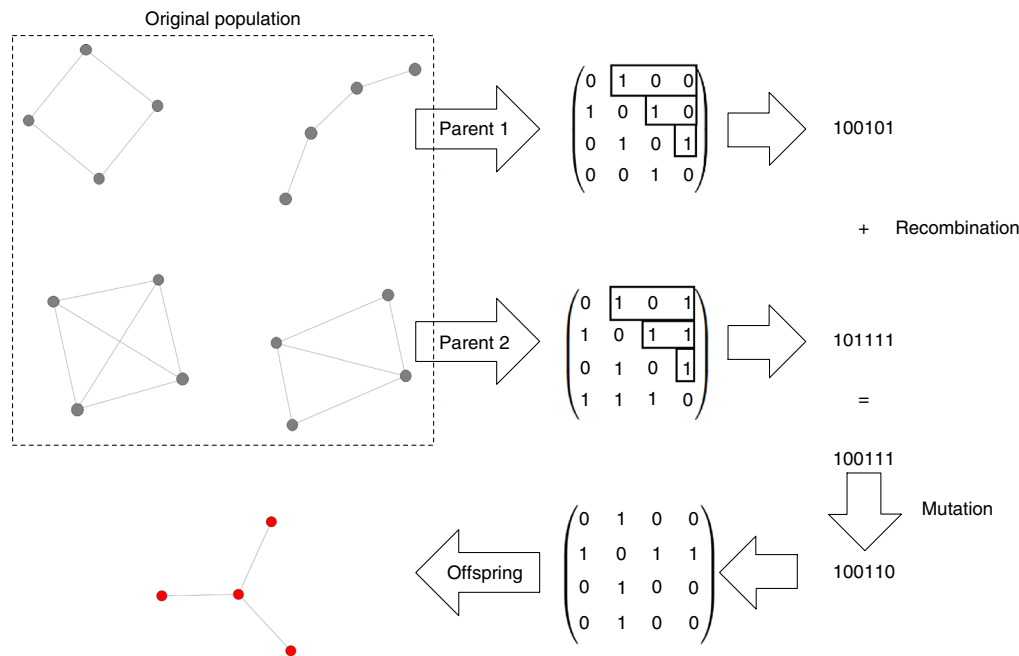 Original population
Parent 1
0 1 0 0
1 0 1 0
0 1 0 1
0 0 1 0
100101
+ Recombination
Parent 2
0 1 0 1
1 0 1 1
0 1 0 1
1 1 1 0
101111
=
100111
Mutation
100110
0 1 0 0
1 0 1 1
0 1 0 0
0 1 0 0
Offspring